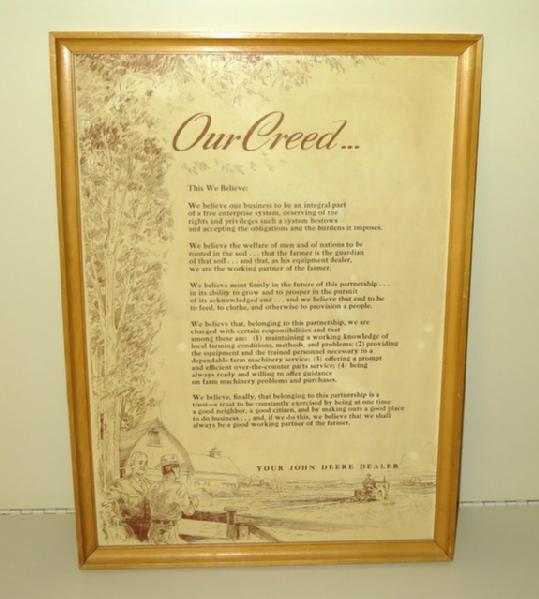 Our Creed...
This We Believe:
We believe our business to be an integral part
of a free enterprise system, deserving of the
rights and privileges such a system bestows
and accepting the obligations and the burdens it imposes.
We believe the welfare of men and of nations to be
rooted in the soil . . . that the farmer is the guardian
of that soil . . . and that, as his equipment dealer,
we are the working partner of the farmer.
We believe most firmly in the future of this partnership . . .
in its ability to grow and to prosper in the pursuit
of its acknowledged end . . . and we believe that end to be
to feed, to clothe, and otherwise to provision a people.
We believe that, belonging to this partnership, we are
charged with certain responsibilities and that
among these are: (1) maintaining a working knowledge of
local farming conditions, methods, and problems; (2) providing
the equipment and the trained personnel necessary to a
dependable farm machinery service; (3) offering a prompt
and efficient over-the-counter parts service; (4) being
always ready and willing to offer guidance
on farm machinery problems and purchases.
We believe, finally, that belonging to this partnership is a
trust—a trust to be constantly exercised by being at one time
a good neighbor, a good citizen, and by making ours a good place
to do business . . . and, if we do this, we believe that we shall
always be a good working partner of the farmer.
YOUR JOHN DEERE DEALER